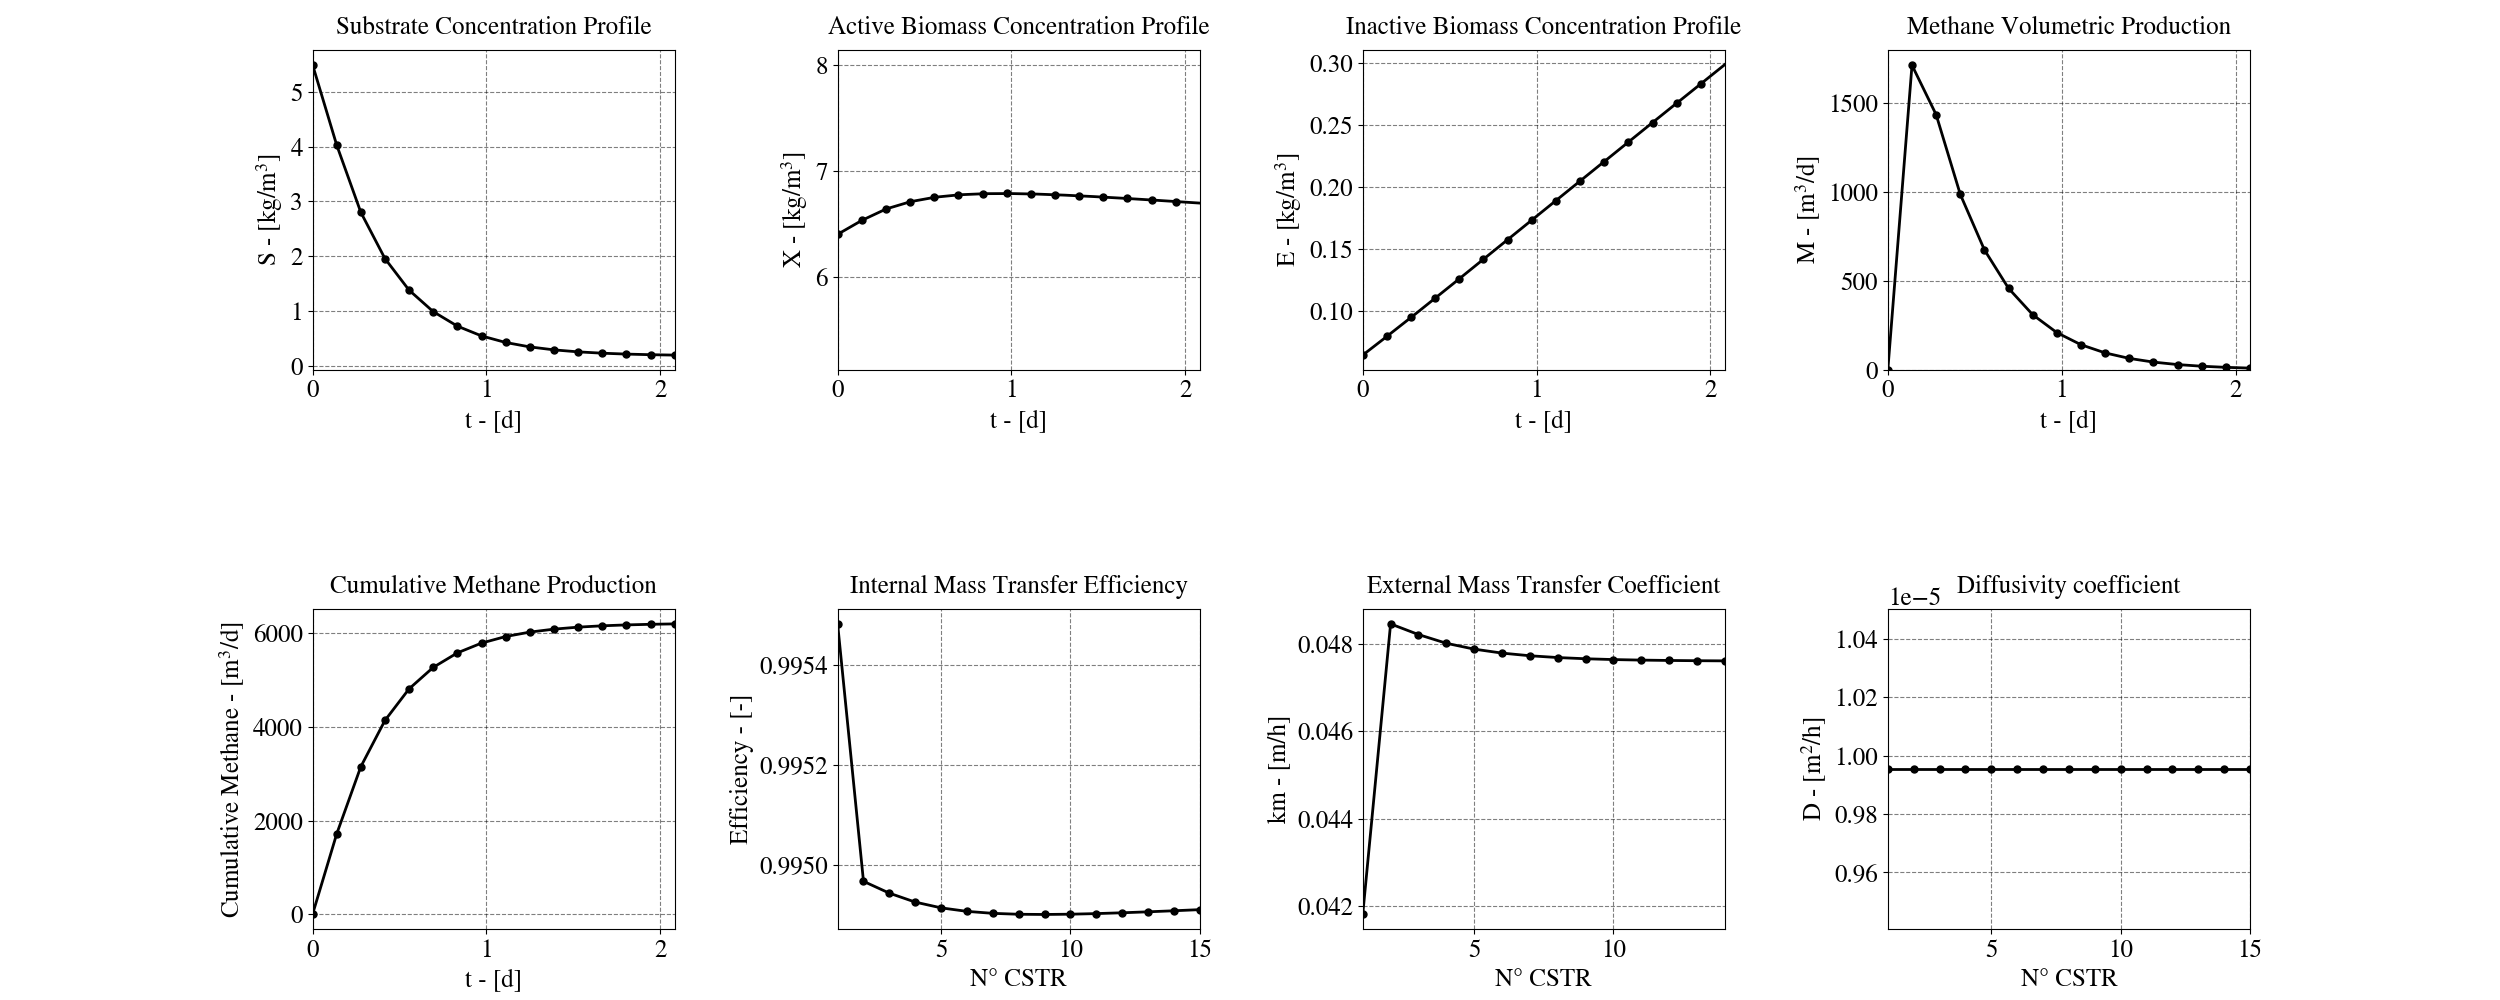 Substrate Concentration Profile
S - [kg/m³]
5
4
3
2
1
0
0 1 2
t - [d]
Active Biomass Concentration Profile
X - [kg/m³]
8
7
6
0 1 2
t - [d]
Inactive Biomass Concentration Profile
E - [kg/m³]
0.30
0.25
0.20
0.15
0.10
0 1 2
t - [d]
Methane Volumetric Production
M - [m³/d]
1500
1000
500
0
0 1 2
t - [d]
Cumulative Methane Production
Cumulative Methane - [m³/d]
6000
4000
2000
0
0 1 2
t - [d]
Internal Mass Transfer Efficiency
Efficiency - [-]
0.9954
0.9952
0.9950
5 10 15
N° CSTR
External Mass Transfer Coefficient
km - [m/h]
0.048
0.046
0.044
0.042
5 10
N° CSTR
Diffusivity coefficient
1e−5
D - [m²/h]
1.04
1.02
1.00
0.98
0.96
5 10 15
N° CSTR